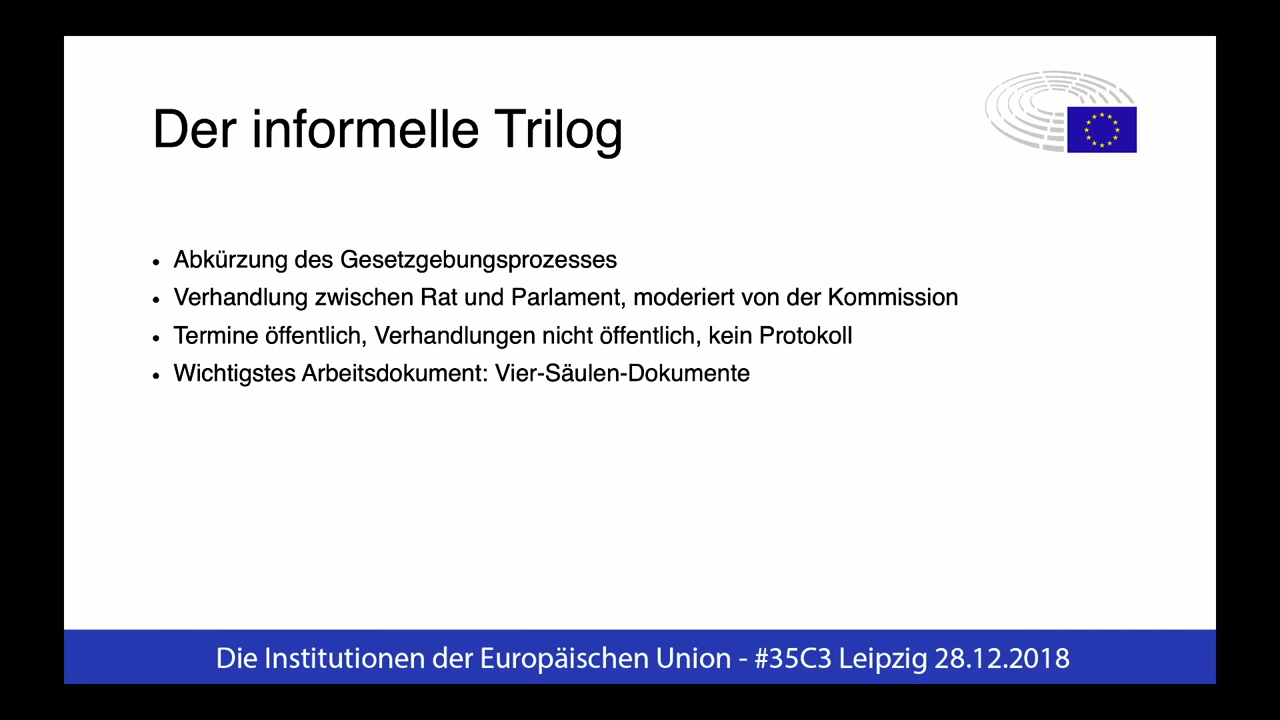 Der informelle Trilog
• Abkürzung des Gesetzgebungsprozesses
• Verhandlung zwischen Rat und Parlament, moderiert von der Kommission
• Termine öffentlich, Verhandlungen nicht öffentlich, kein Protokoll
• Wichtigstes Arbeitsdokument: Vier-Säulen-Dokumente
Die Institutionen der Europäischen Union - #35C3 Leipzig 28.12.2018